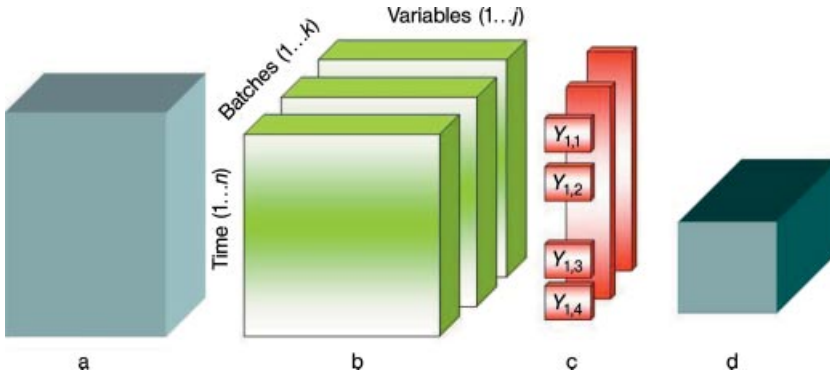 Variables (1...j)
Batches (1...k)
Time (1...n)
Y1,1
Y1,2
Y1,3
Y1,4
a
b
c
d